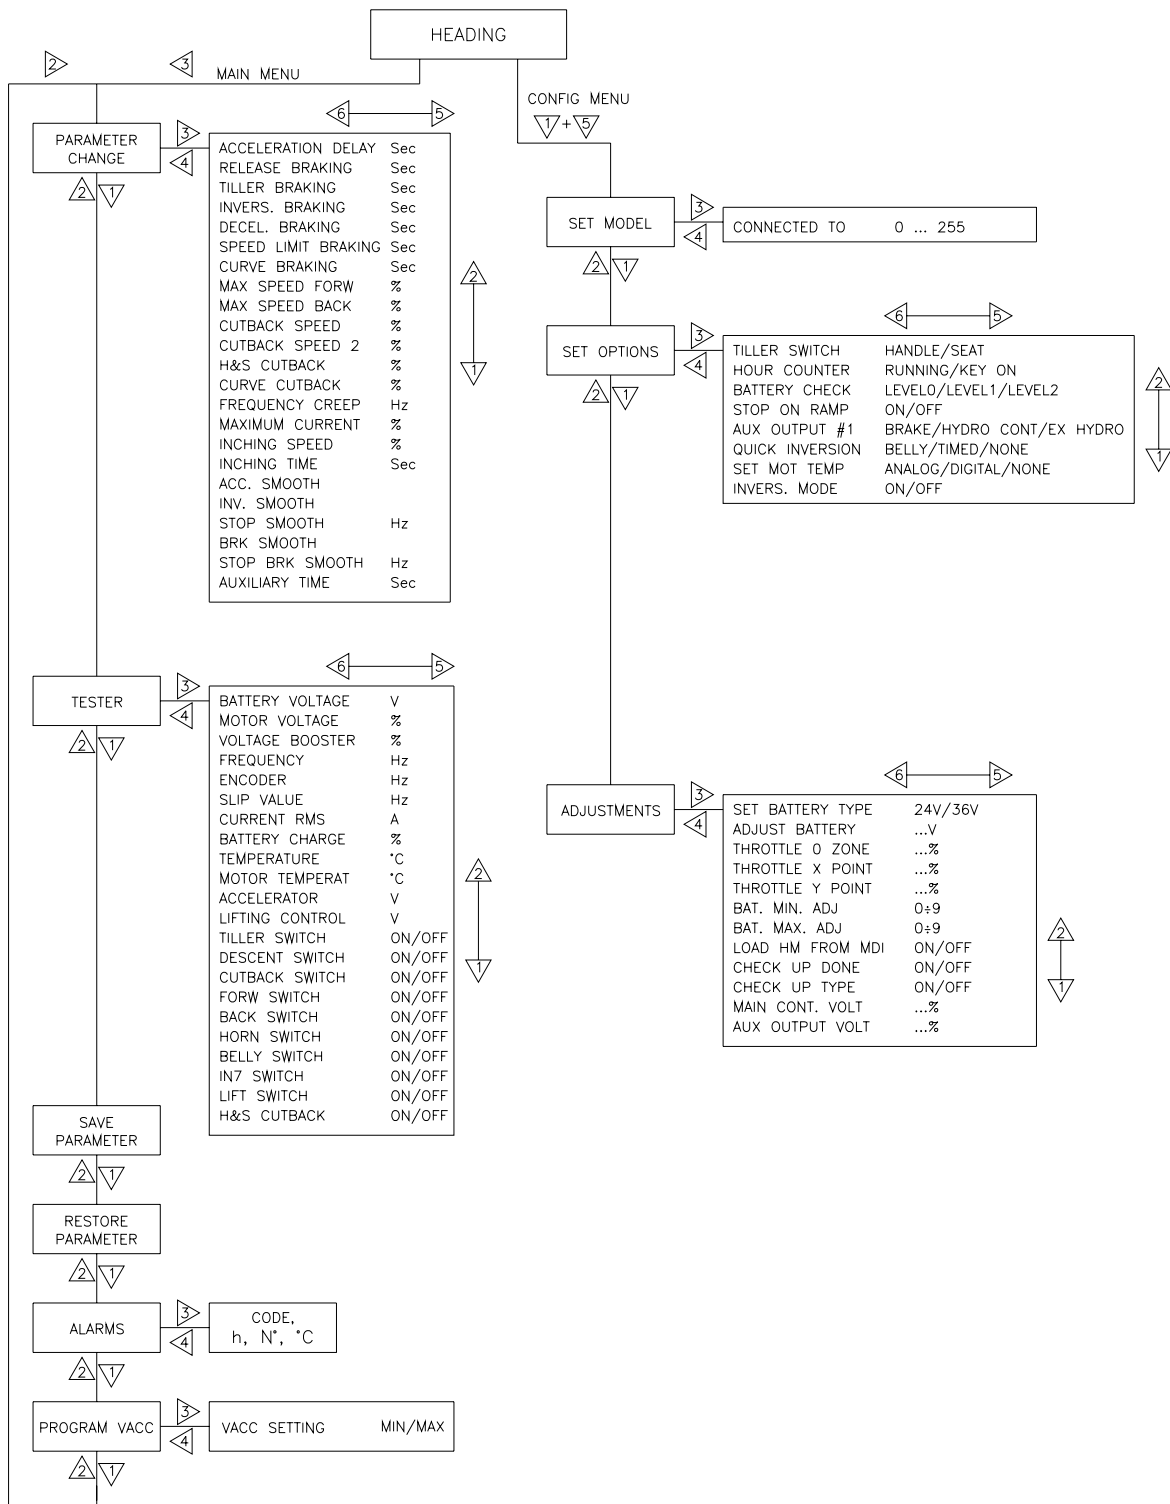 HEADING
2 3
MAIN MENU
CONFIG MENU
1 + 5
6 5
PARAMETER
CHANGE
3
4
2 1
ACCELERATION DELAY Sec
RELEASE BRAKING Sec
TILLER BRAKING Sec
INVERS. BRAKING Sec
DECEL. BRAKING Sec
SPEED LIMIT BRAKING Sec
CURVE BRAKING Sec
MAX SPEED FORW %
MAX SPEED BACK %
CUTBACK SPEED %
CUTBACK SPEED 2 %
H&S CUTBACK %
CURVE CUTBACK %
FREQUENCY CREEP Hz
MAXIMUM CURRENT %
INCHING SPEED %
INCHING TIME Sec
ACC. SMOOTH
INV. SMOOTH
STOP SMOOTH Hz
BRK SMOOTH
STOP BRK SMOOTH Hz
AUXILIARY TIME Sec
2
1
SET MODEL
3
4
2 1
CONNECTED TO 0 ... 255
6 5
SET OPTIONS
3
4
2 1
TILLER SWITCH HANDLE/SEAT
HOUR COUNTER RUNNING/KEY ON
BATTERY CHECK LEVEL0/LEVEL1/LEVEL2
STOP ON RAMP ON/OFF
AUX OUTPUT #1 BRAKE/HYDRO CONT/EX HYDRO
QUICK INVERSION BELLY/TIMED/NONE
SET MOT TEMP ANALOG/DIGITAL/NONE
INVERS. MODE ON/OFF
2
1
6 5
TESTER
3
4
2 1
BATTERY VOLTAGE V
MOTOR VOLTAGE %
VOLTAGE BOOSTER %
FREQUENCY Hz
ENCODER Hz
SLIP VALUE Hz
CURRENT RMS A
BATTERY CHARGE %
TEMPERATURE °C
MOTOR TEMPERAT °C
ACCELERATOR V
LIFTING CONTROL V
TILLER SWITCH ON/OFF
DESCENT SWITCH ON/OFF
CUTBACK SWITCH ON/OFF
FORW SWITCH ON/OFF
BACK SWITCH ON/OFF
HORN SWITCH ON/OFF
BELLY SWITCH ON/OFF
IN7 SWITCH ON/OFF
LIFT SWITCH ON/OFF
H&S CUTBACK ON/OFF
2
1
6 5
ADJUSTMENTS
3
4
SET BATTERY TYPE 24V/36V
ADJUST BATTERY ...V
THROTTLE 0 ZONE ...%
THROTTLE X POINT ...%
THROTTLE Y POINT ...%
BAT. MIN. ADJ 0÷9
BAT. MAX. ADJ 0÷9
LOAD HM FROM MDI ON/OFF
CHECK UP DONE ON/OFF
CHECK UP TYPE ON/OFF
MAIN CONT. VOLT ...%
AUX OUTPUT VOLT ...%
2
1
SAVE
PARAMETER
2 1
RESTORE
PARAMETER
2 1
ALARMS
3
4
CODE,
h, N°, °C
2 1
PROGRAM VACC
3
4
VACC SETTING MIN/MAX
2 1